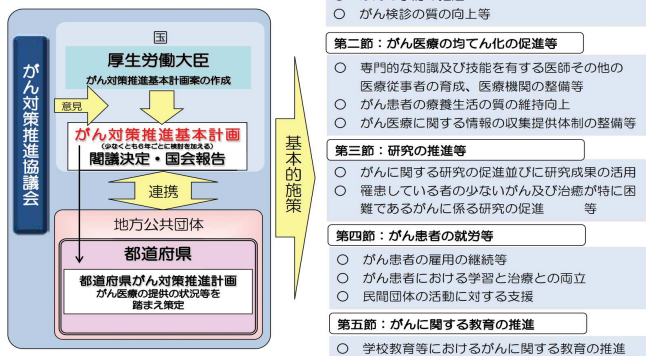 がん対策推進協議会
国
厚生労働大臣
がん対策推進基本計画案の作成
意見
がん対策推進基本計画
(少なくとも6年ごとに検討を加える)
閣議決定・国会報告
連携
地方公共団体
都道府県
都道府県がん対策推進計画
がん医療の提供の状況等を
踏まえ策定
基本的施策
○ がん検診の質の向上等
第二節：がん医療の均てん化の促進等
○ 専門的な知識及び技能を有する医師その他の
医療従事者の育成、医療機関の整備等
○ がん患者の療養生活の質の維持向上
○ がん医療に関する情報の収集提供体制の整備等
第三節：研究の推進等
○ がんに関する研究の促進並びに研究成果の活用
○ 罹患している者の少ないがん及び治癒が特に困
難であるがんに係る研究の促進 等
第四節：がん患者の就労等
○ がん患者の雇用の継続等
○ がん患者における学習と治療との両立
○ 民間団体の活動に対する支援
第五節：がんに関する教育の推進
○ 学校教育等におけるがんに関する教育の推進